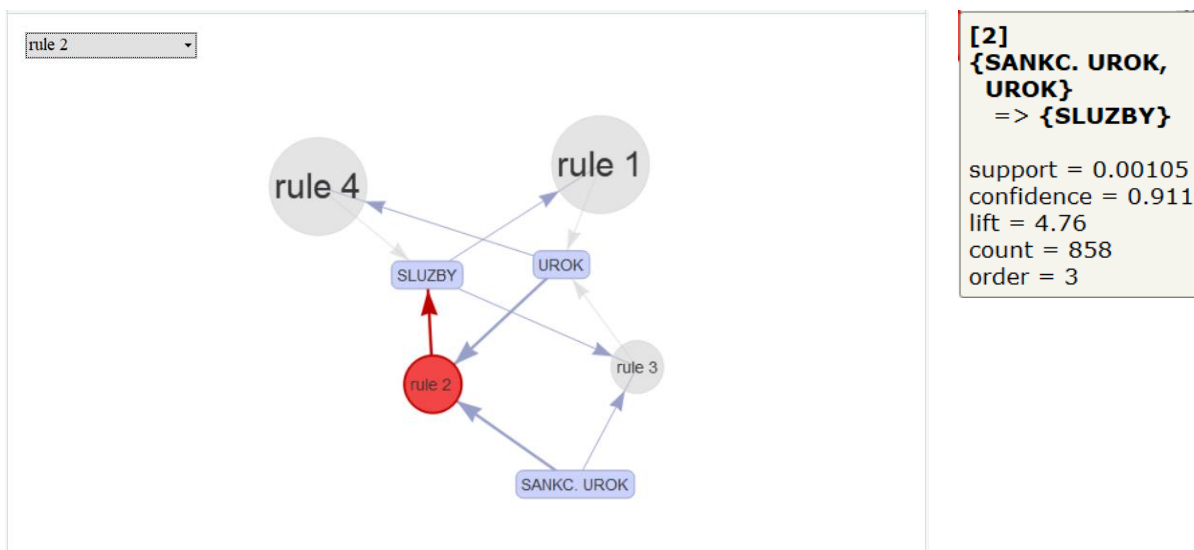 rule 2
rule 4
rule 1
SLUZBY
UROK
rule 2
rule 3
SANKC. UROK
[2]
{SANKC. UROK,
UROK}
=> {SLUZBY}
support = 0.00105
confidence = 0.911
lift = 4.76
count = 858
order = 3